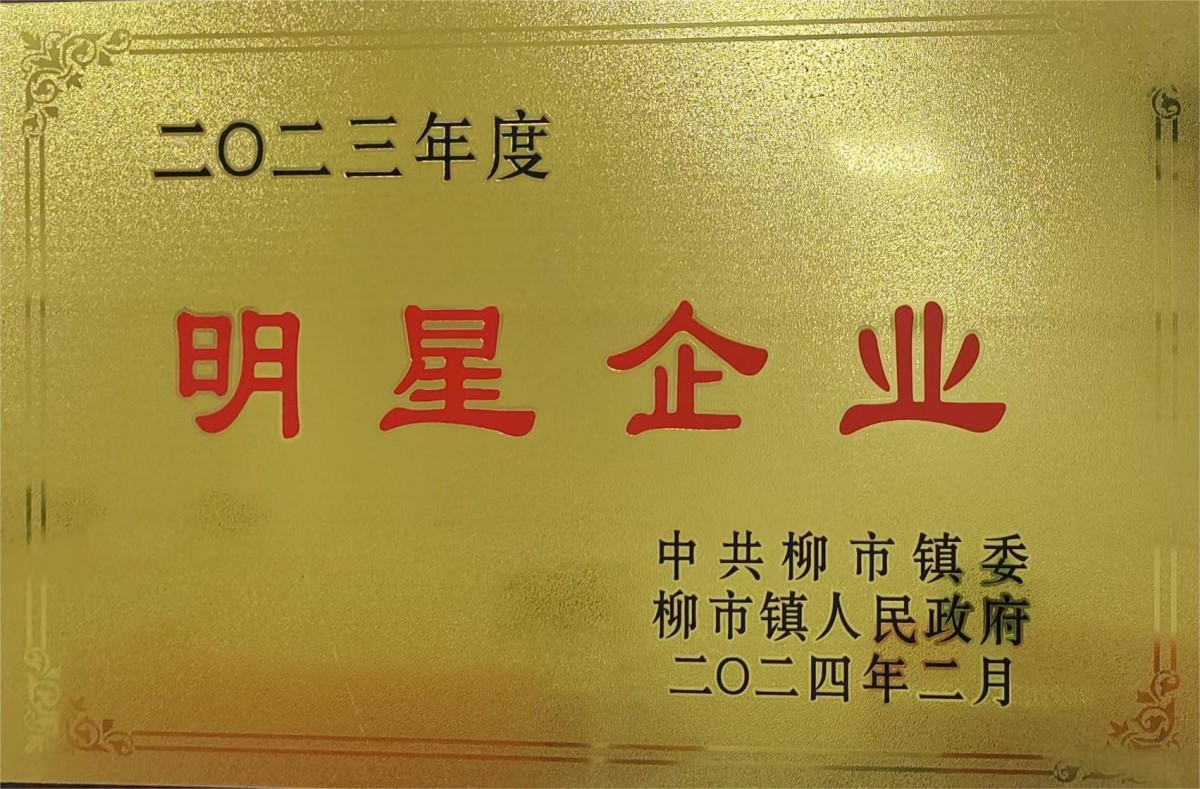 二〇二三年度
明星企业
中共柳市镇委
柳市镇人民政府
二〇二四年二月